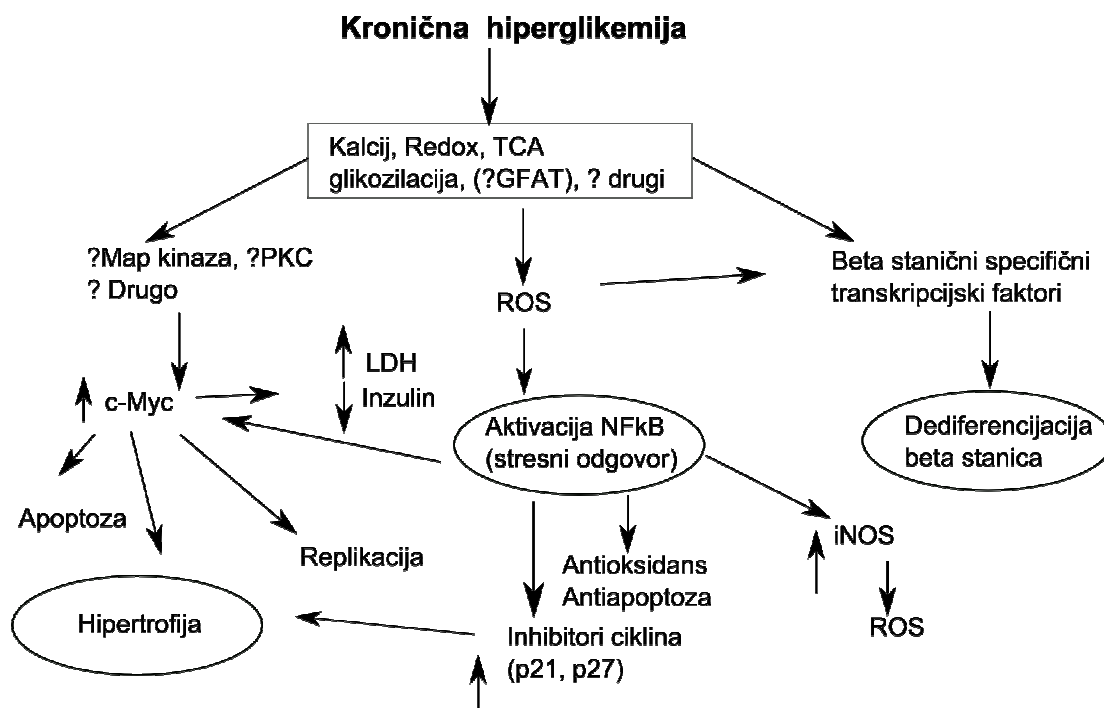 Kronična hiperglikemija
Kalcij, Redox, TCA
glikozilacija, (?GFAT), ? drugi
?Map kinaza, ?PKC
? Drugo
ROS
Beta stanični specifični
transkripcijski faktori
LDH
Inzulin
c-Myc
Aktivacija NFkB
(stresni odgovor)
Dediferencijacija
beta stanica
Apoptoza
Replikacija
Antioksidans
Antiapoptoza
iNOS
ROS
Hipertrofija
Inhibitori ciklina
(p21, p27)